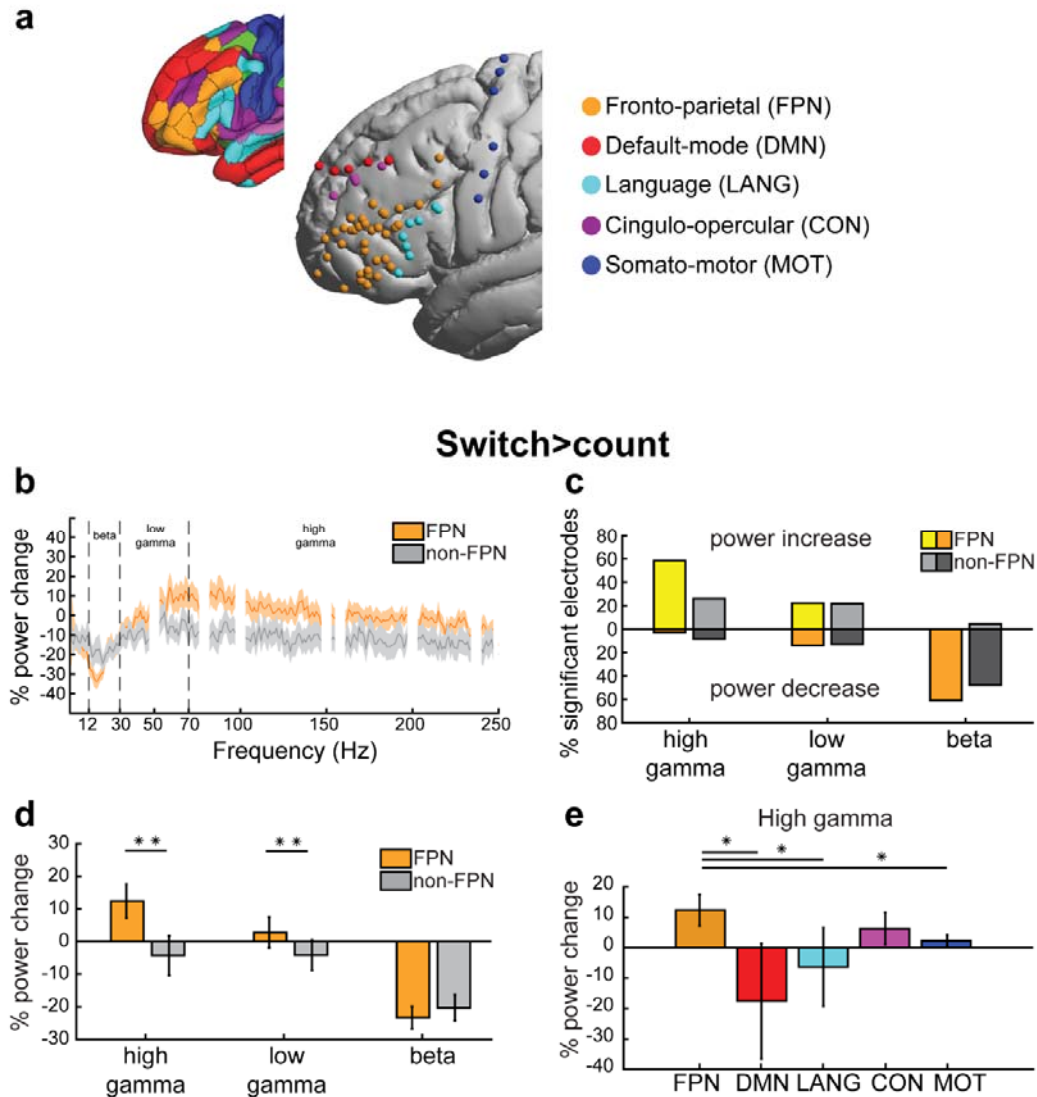 a
Fronto-parietal (FPN)
Default-mode (DMN)
Language (LANG)
Cingulo-opercular (CON)
Somato-motor (MOT)
Switch>count
b
% power change
40
30
20
10
0
-10
-20
-30
-40
beta
low
gamma
high
gamma
FPN
non-FPN
12 30 50 70 100 150 200 250
Frequency (Hz)
c
% significant electrodes
80
60
40
20
0
20
40
60
80
power increase
power decrease
FPN
non-FPN
high
gamma
low
gamma
beta
d
% power change
30
20
10
0
-10
-20
-30
* *
* *
FPN
non-FPN
high
gamma
low
gamma
beta
e
High gamma
% power change
20
10
0
-10
-20
-30
-40
*
*
*
FPN DMN LANG CON MOT